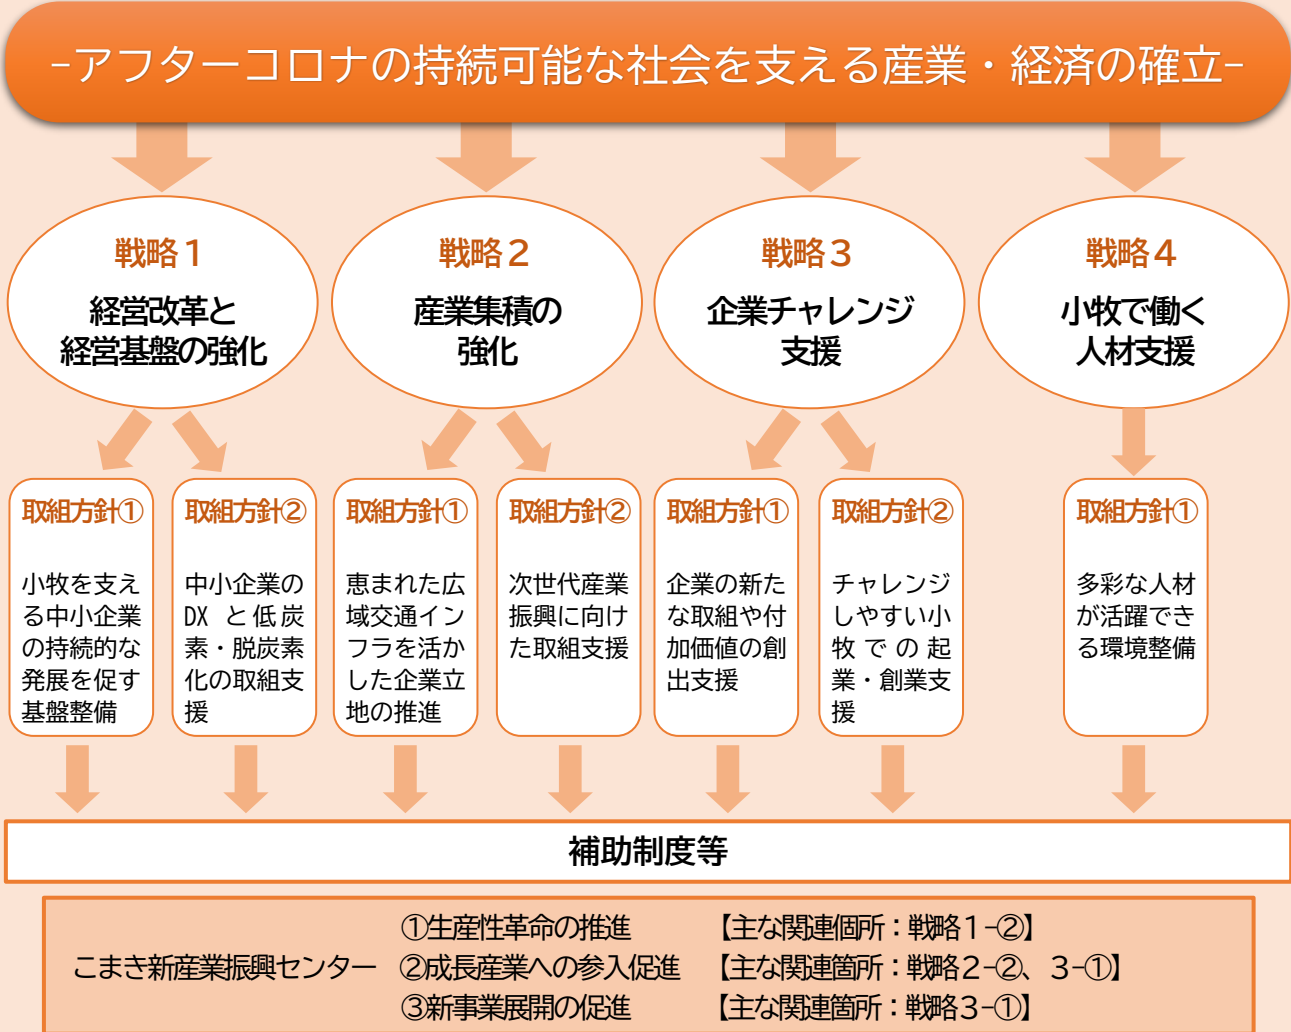 -アフターコロナの持続可能な社会を支える産業・経済の確立-
戦略１
経営改革と
経営基盤の強化
戦略２
産業集積の
強化
戦略３
企業チャレンジ
支援
戦略４
小牧で働く
人材支援
取組方針①
小牧を支え
る中小企業
の持続的な
発展を促す
基盤整備
取組方針②
中小企業の
DX と低炭
素・脱炭素
化の取組支
援
取組方針①
恵まれた広
域交通イン
フラを活か
した企業立
地の推進
取組方針②
次世代産業
振興に向け
た取組支援
取組方針①
企業の新た
な取組や付
加価値の創
出支援
取組方針②
チャレンジ
しやすい小
牧での起
業・創業支
援
取組方針①
多彩な人材
が活躍でき
る環境整備
補助制度等
こまき新産業振興センター
①生産性革命の推進 【主な関連個所：戦略１-②】
②成長産業への参入促進 【主な関連箇所：戦略２-②、３-①】
③新事業展開の促進 【主な関連箇所：戦略３-①】